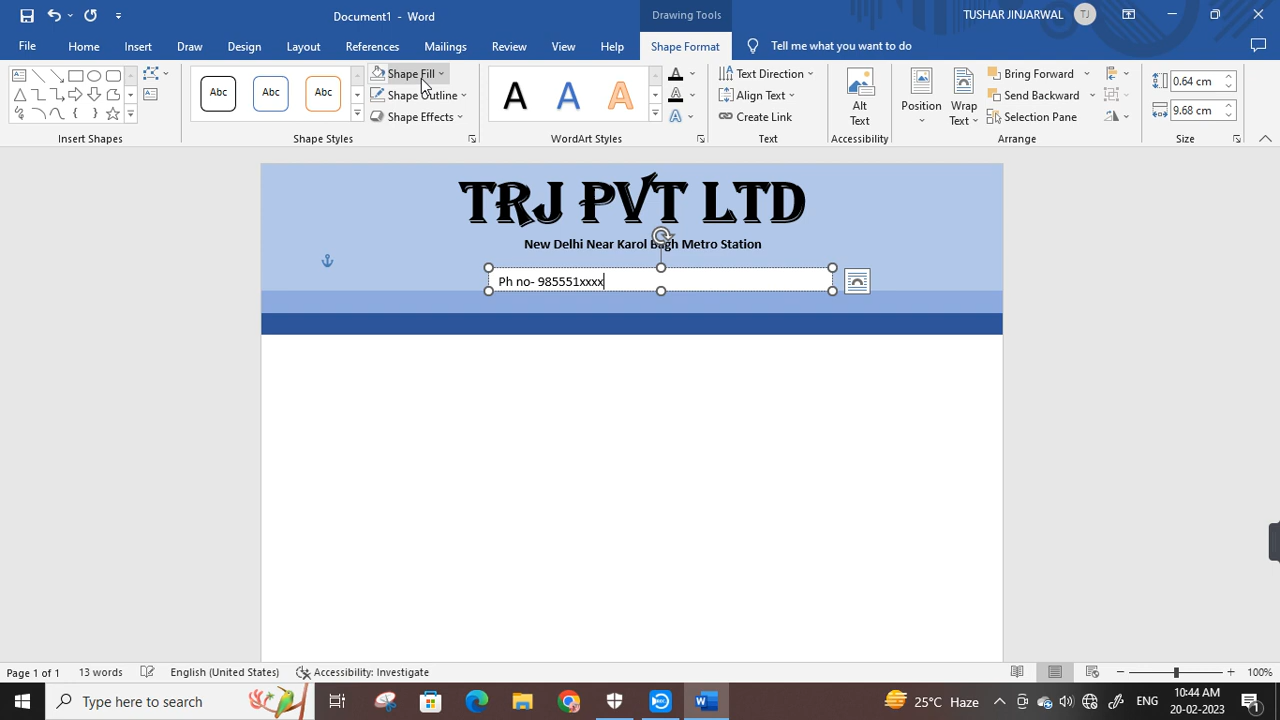 Document1 - Word
Drawing Tools
TUSHAR JINJARWAL
TJ
File
Home
Insert
Draw
Design
Layout
References
Mailings
Review
View
Help
Shape Format
Tell me what you want to do
Abc
Abc
Abc
Shape Fill
Shape Outline
Shape Effects
A
A
A
A
A
A
Text Direction
Align Text
Create Link
Alt Text
Position
Wrap Text
Bring Forward
Send Backward
Selection Pane
0.64 cm
9.68 cm
Insert Shapes
Shape Styles
WordArt Styles
Text
Accessibility
Arrange
Size
TRJ PVT LTD
New Delhi Near Karol Bagh Metro Station
Ph no- 985551xxxx
Page 1 of 1
13 words
English (United States)
Accessibility: Investigate
100%
Type here to search
25°C Haze
ENG
10:44 AM
20-02-2023
1